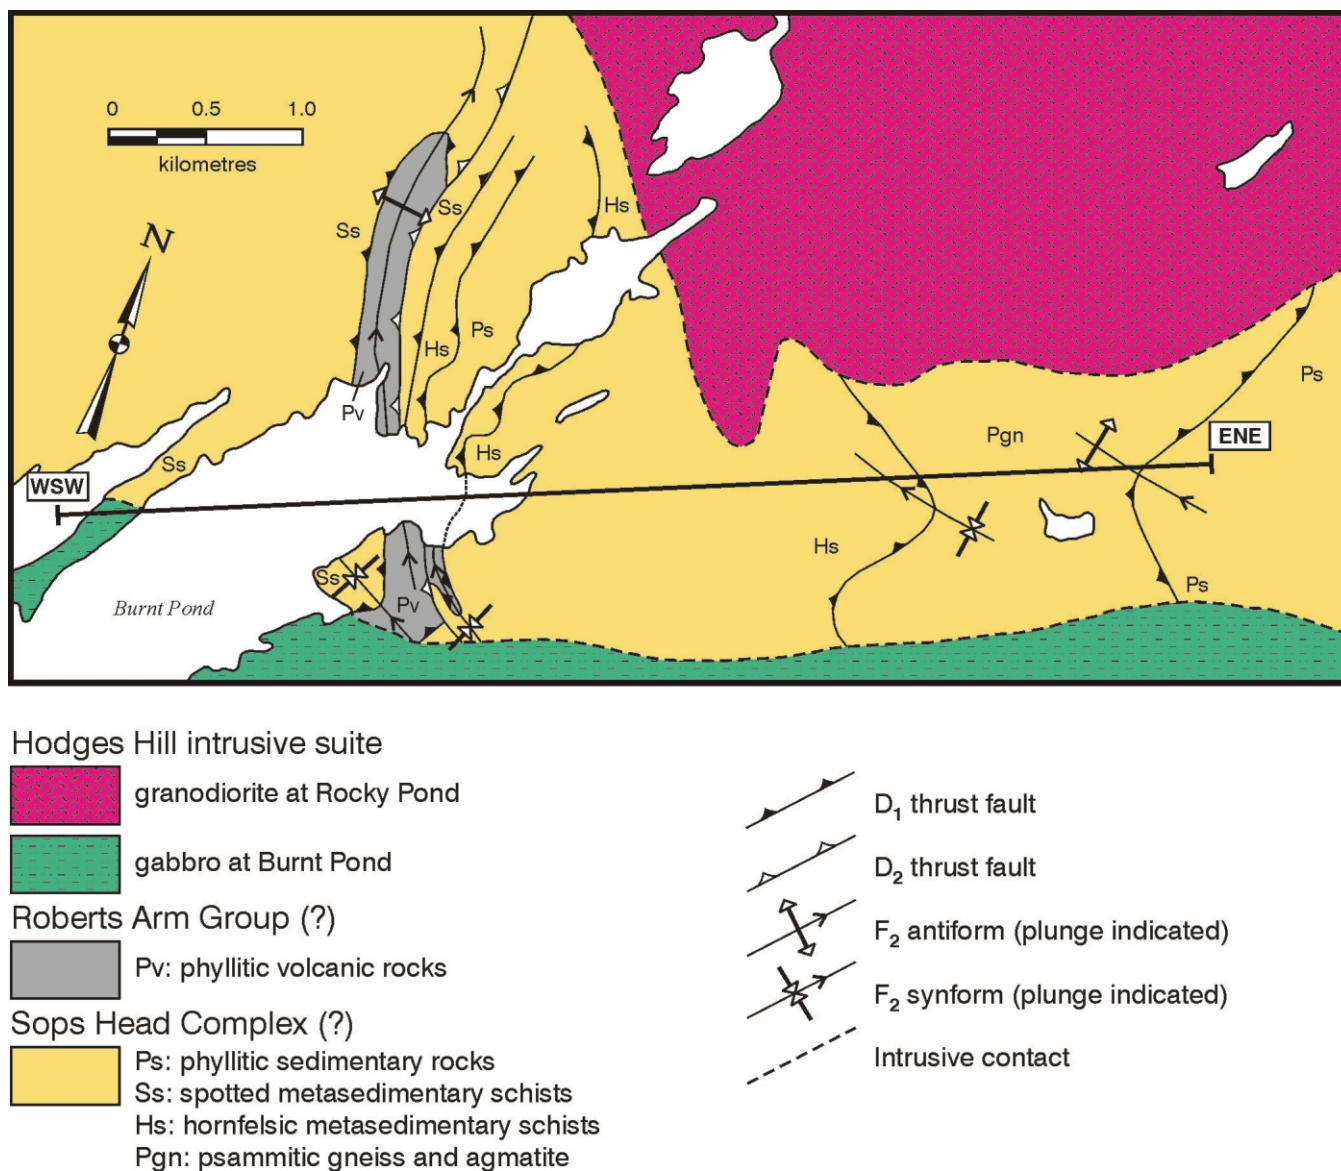 0 0.5 1.0
kilometres
N
Hs
Ss
Ss
Ps
Hs
Pv
Ps
Pgn
ENE
Hs
Ss
WSW
Hs
Ss
Burnt Pond
Pv
Ps
Hodges Hill intrusive suite
granodiorite at Rocky Pond
gabbro at Burnt Pond
Roberts Arm Group (?)
Pv: phyllitic volcanic rocks
Sops Head Complex (?)
Ps: phyllitic sedimentary rocks
Ss: spotted metasedimentary schists
Hs: hornfelsic metasedimentary schists
Pgn: psammitic gneiss and agmatite
D1 thrust fault
D2 thrust fault
F2 antiform (plunge indicated)
F2 synform (plunge indicated)
Intrusive contact